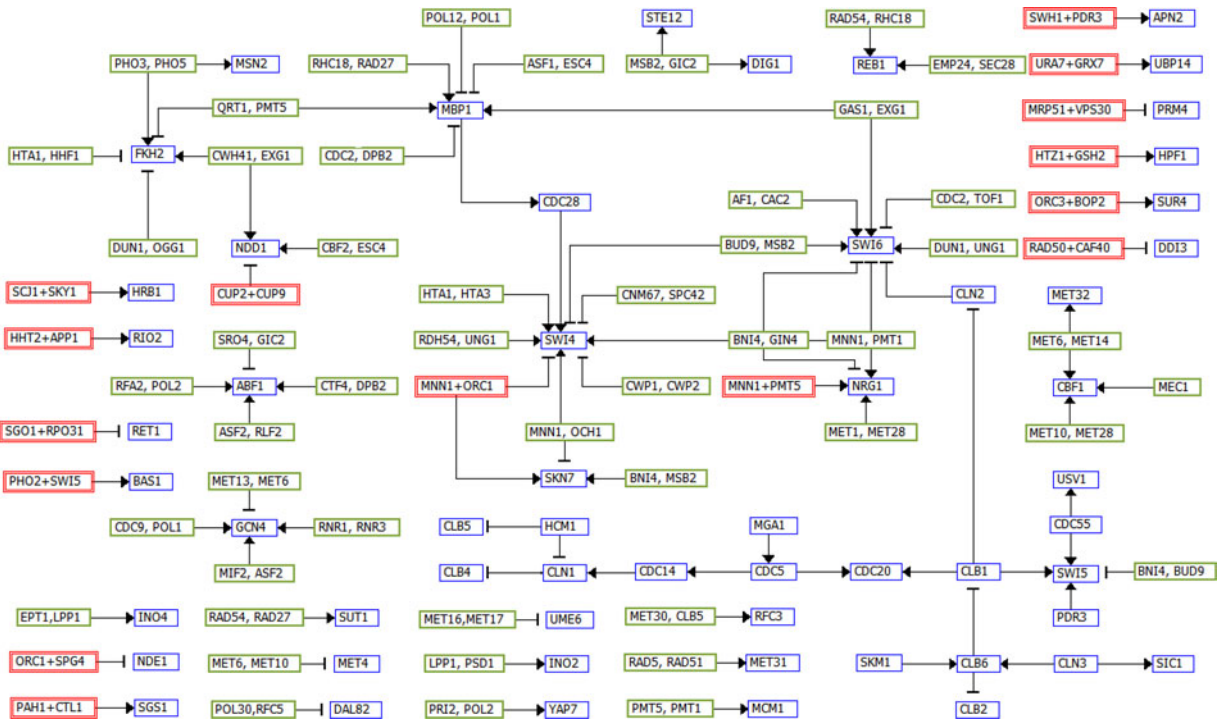 POL12, POL1
STE12
RAD54, RHC18
SWH1+PDR3
APN2
PHO3, PHO5
MSN2
RHC18, RAD27
ASF1, ESC4
MSB2, GIC2
DIG1
REB1
EMP24, SEC28
URA7+GRX7
UBP14
QRT1, PMT5
MBP1
GAS1, EXG1
MRP51+VPS30
PRM4
HTA1, HHF1
FKH2
CWH41, EXG1
CDC2, DPB2
HTZ1+GSH2
HPF1
CDC28
AF1, CAC2
CDC2, TOF1
ORC3+BOP2
SUR4
DUN1, OGG1
NDD1
CBF2, ESC4
BUD9, MSB2
SWI6
DUN1, UNG1
RAD50+CAF40
DDI3
SCJ1+SKY1
HRB1
CUP2+CUP9
HTA1, HTA3
CNM67, SPC42
CLN2
MET32
HHT2+APP1
RIO2
SRO4, GIC2
RDH54, UNG1
SWI4
BNI4, GIN4
MNN1, PMT1
MET6, MET14
RFA2, POL2
ABF1
CTF4, DPB2
MNN1+ORC1
CWP1, CWP2
MNN1+PMT5
NRG1
CBF1
MEC1
SGO1+RPO31
RET1
ASF2, RLF2
MNN1, OCH1
MET1, MET28
MET10, MET28
PHO2+SWI5
BAS1
MET13, MET6
SKN7
BNI4, MSB2
USV1
CDC9, POL1
GCN4
RNR1, RNR3
CLB5
HCM1
MGA1
CDC55
MIF2, ASF2
CLB4
CLN1
CDC14
CDC5
CDC20
CLB1
SWI5
BNI4, BUD9
EPT1,LPP1
INO4
RAD54, RAD27
SUT1
MET16,MET17
UME6
MET30, CLB5
RFC3
PDR3
ORC1+SPG4
NDE1
MET6, MET10
MET4
LPP1, PSD1
INO2
RAD5, RAD51
MET31
SKM1
CLB6
CLN3
SIC1
PAH1+CTL1
SGS1
POL30,RFC5
DAL82
PRI2, POL2
YAP7
PMT5, PMT1
MCM1
CLB2